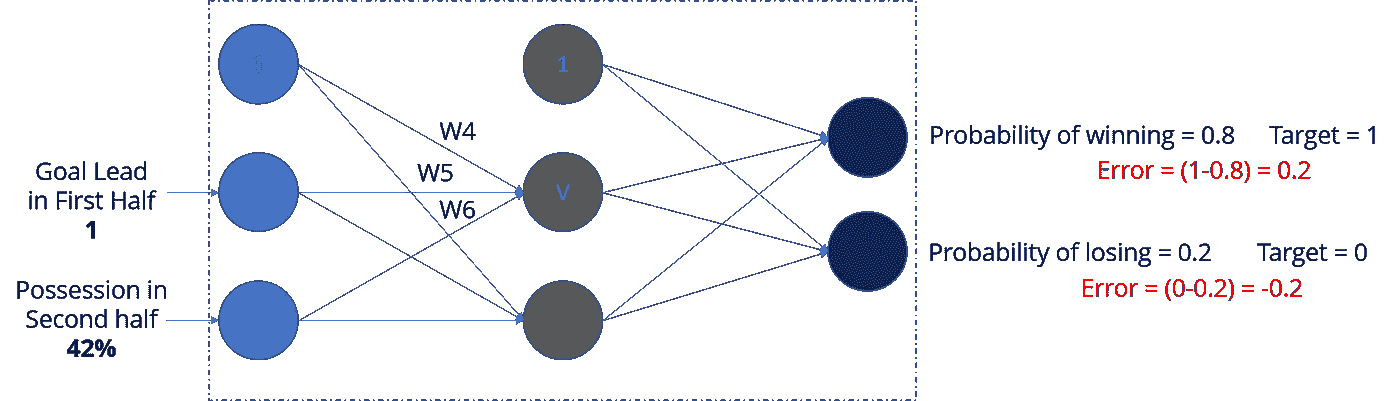 1
W4
Probability of winning = 0.8 Target = 1
Error = (1-0.8) = 0.2
Goal Lead
in First Half
1
W5
V
W6
Probability of losing = 0.2 Target = 0
Error = (0-0.2) = -0.2
Possession in
Second half
42%